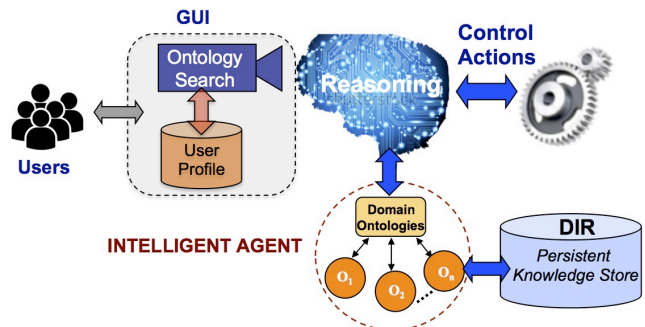 GUI
Ontology
Search
User
Profile
Users
Reasoning
Control
Actions
INTELLIGENT AGENT
Domain
Ontologies
O1
O2
On
DIR
Persistent
Knowledge Store